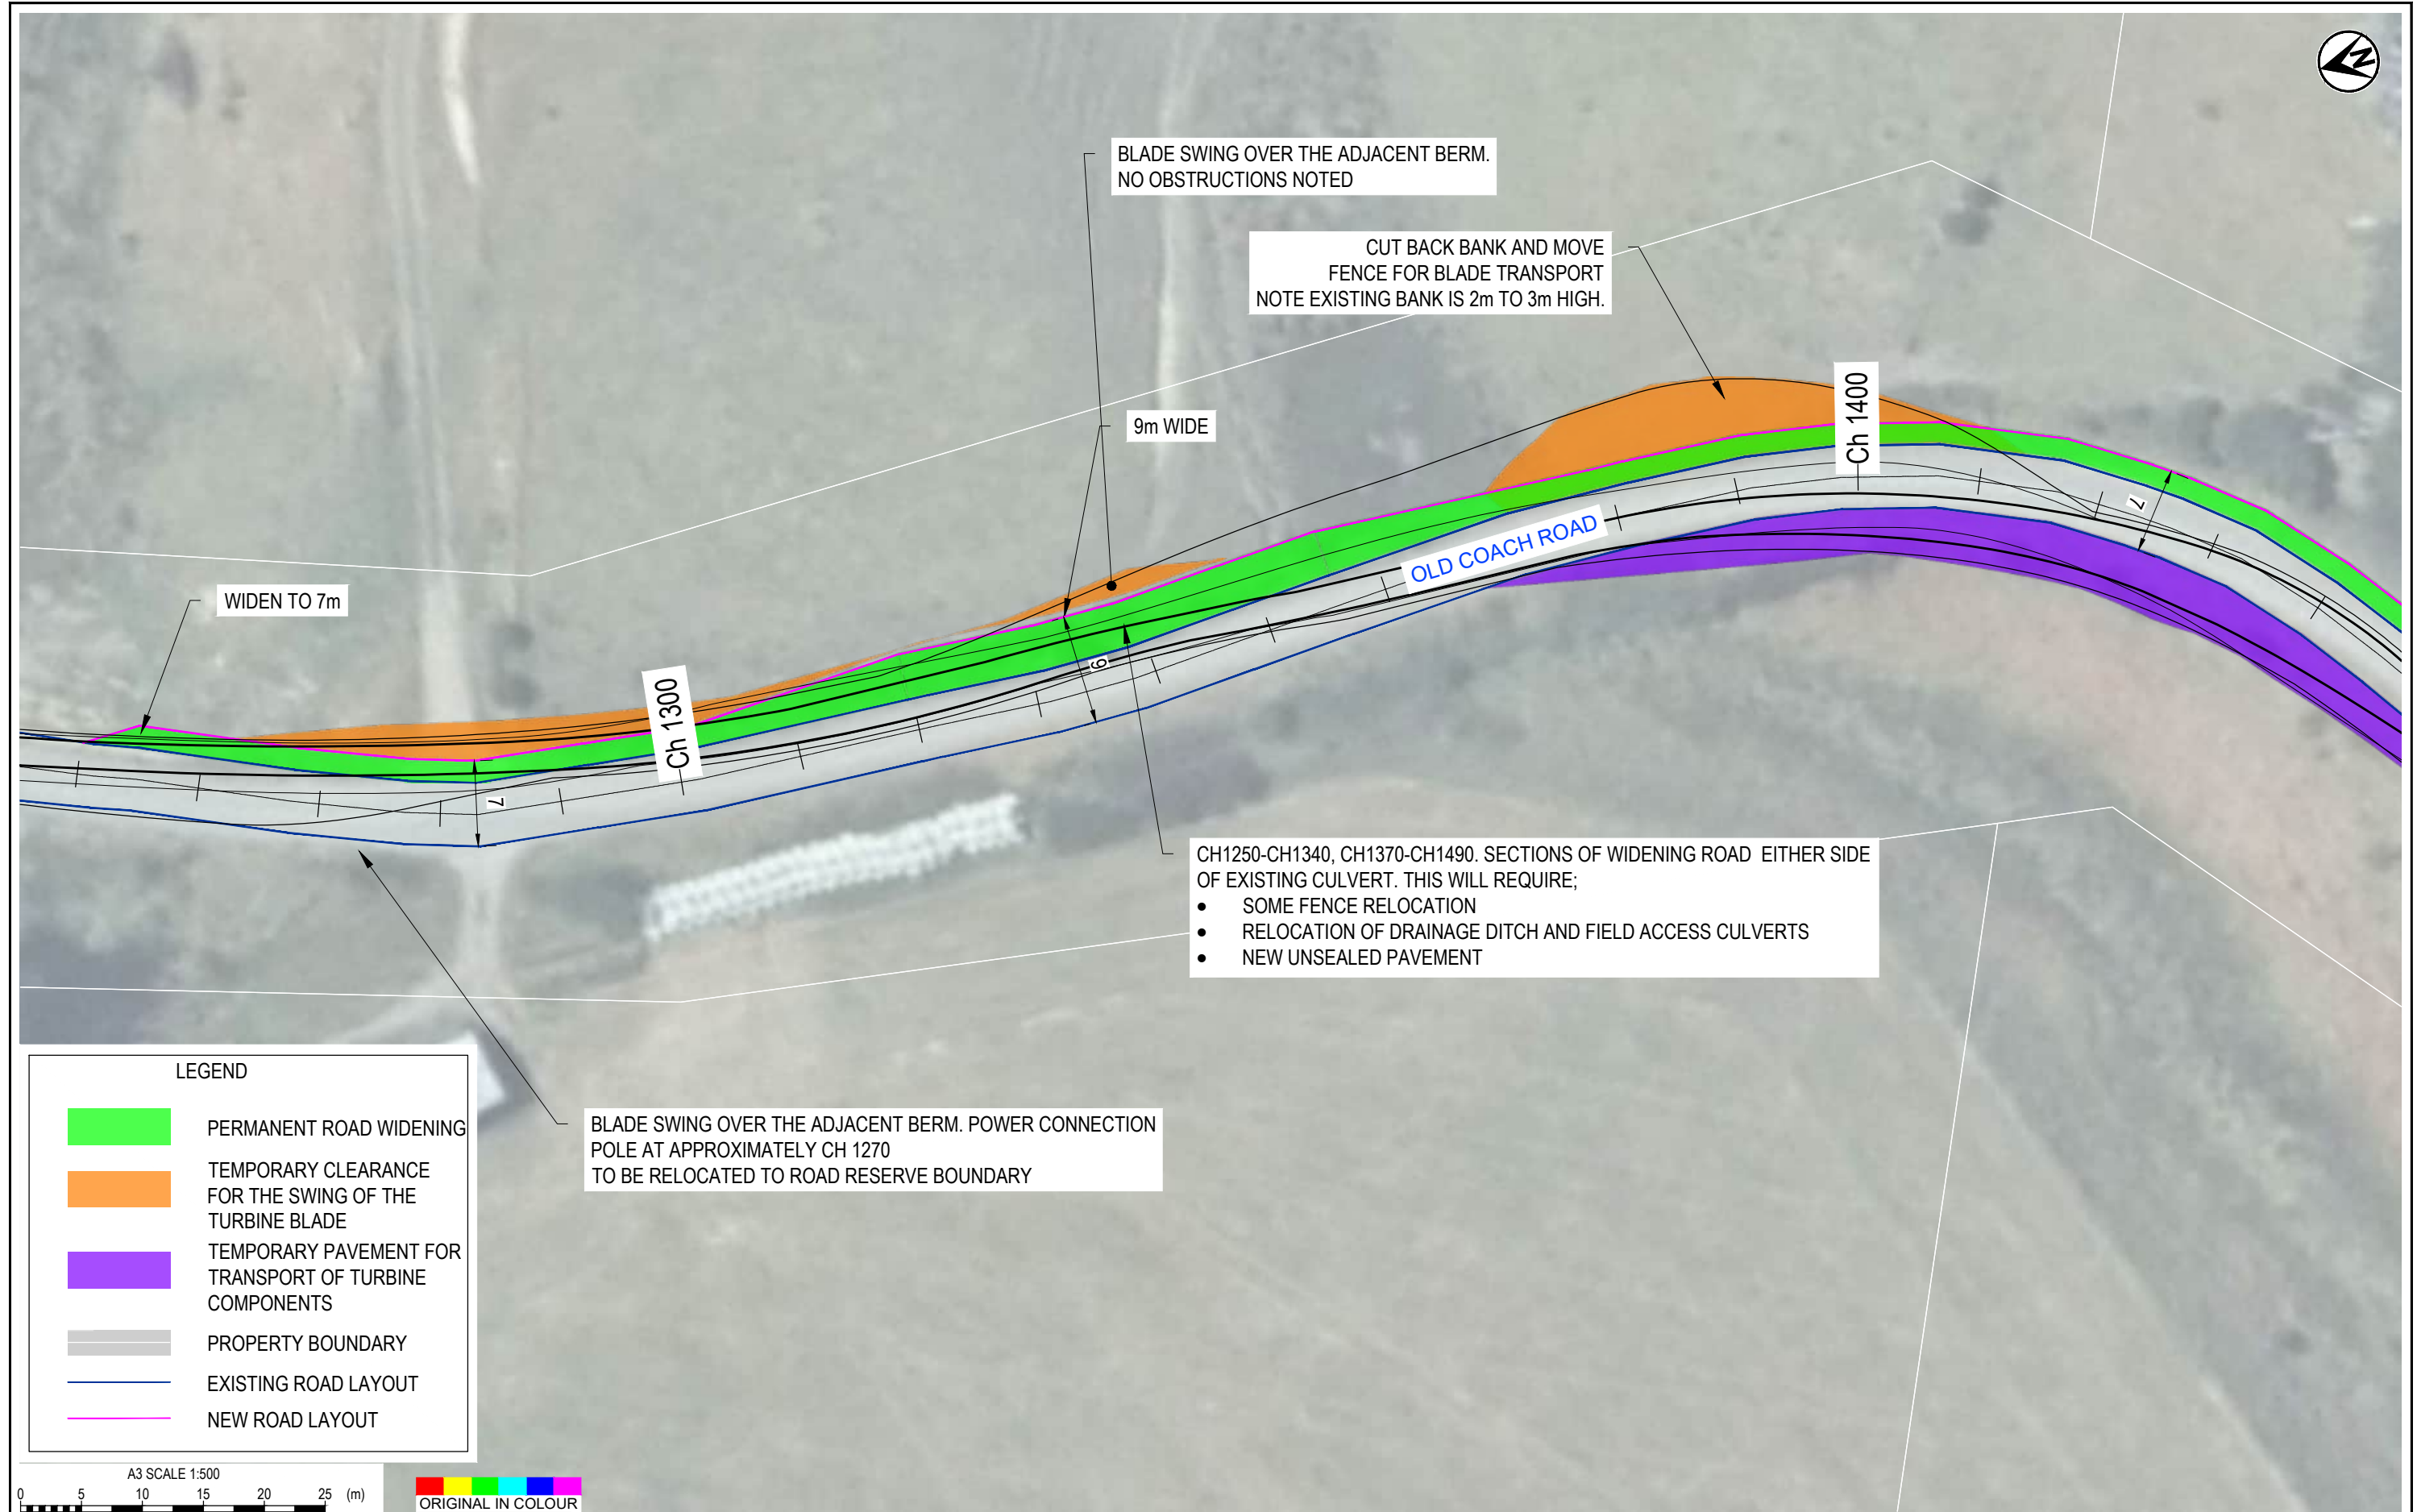 N
BLADE SWING OVER THE ADJACENT BERM.
NO OBSTRUCTIONS NOTED
CUT BACK BANK AND MOVE
FENCE FOR BLADE TRANSPORT
NOTE EXISTING BANK IS 2m TO 3m HIGH.
9m WIDE
Ch 1400
7
OLD COACH ROAD
WIDEN TO 7m
9
Ch 1300
7
CH1250-CH1340, CH1370-CH1490. SECTIONS OF WIDENING ROAD EITHER SIDE
OF EXISTING CULVERT. THIS WILL REQUIRE;
• SOME FENCE RELOCATION
• RELOCATION OF DRAINAGE DITCH AND FIELD ACCESS CULVERTS
• NEW UNSEALED PAVEMENT
BLADE SWING OVER THE ADJACENT BERM. POWER CONNECTION
POLE AT APPROXIMATELY CH 1270
TO BE RELOCATED TO ROAD RESERVE BOUNDARY
LEGEND
PERMANENT ROAD WIDENING
TEMPORARY CLEARANCE
FOR THE SWING OF THE
TURBINE BLADE
TEMPORARY PAVEMENT FOR
TRANSPORT OF TURBINE
COMPONENTS
PROPERTY BOUNDARY
EXISTING ROAD LAYOUT
NEW ROAD LAYOUT
A3 SCALE 1:500
0 5 10 15 20 25 (m)
ORIGINAL IN COLOUR